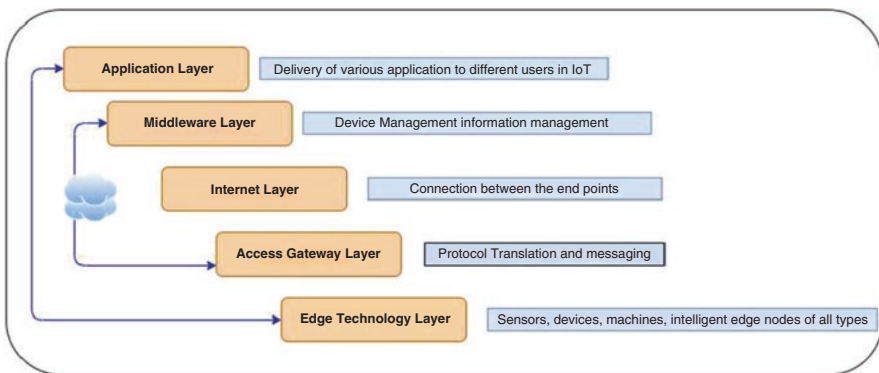 Application Layer
Delivery of various application to different users in IoT
Middleware Layer
Device Management information management
Internet Layer
Connection between the end points
Access Gateway Layer
Protocol Translation and messaging
Edge Technology Layer
Sensors, devices, machines, intelligent edge nodes of all types